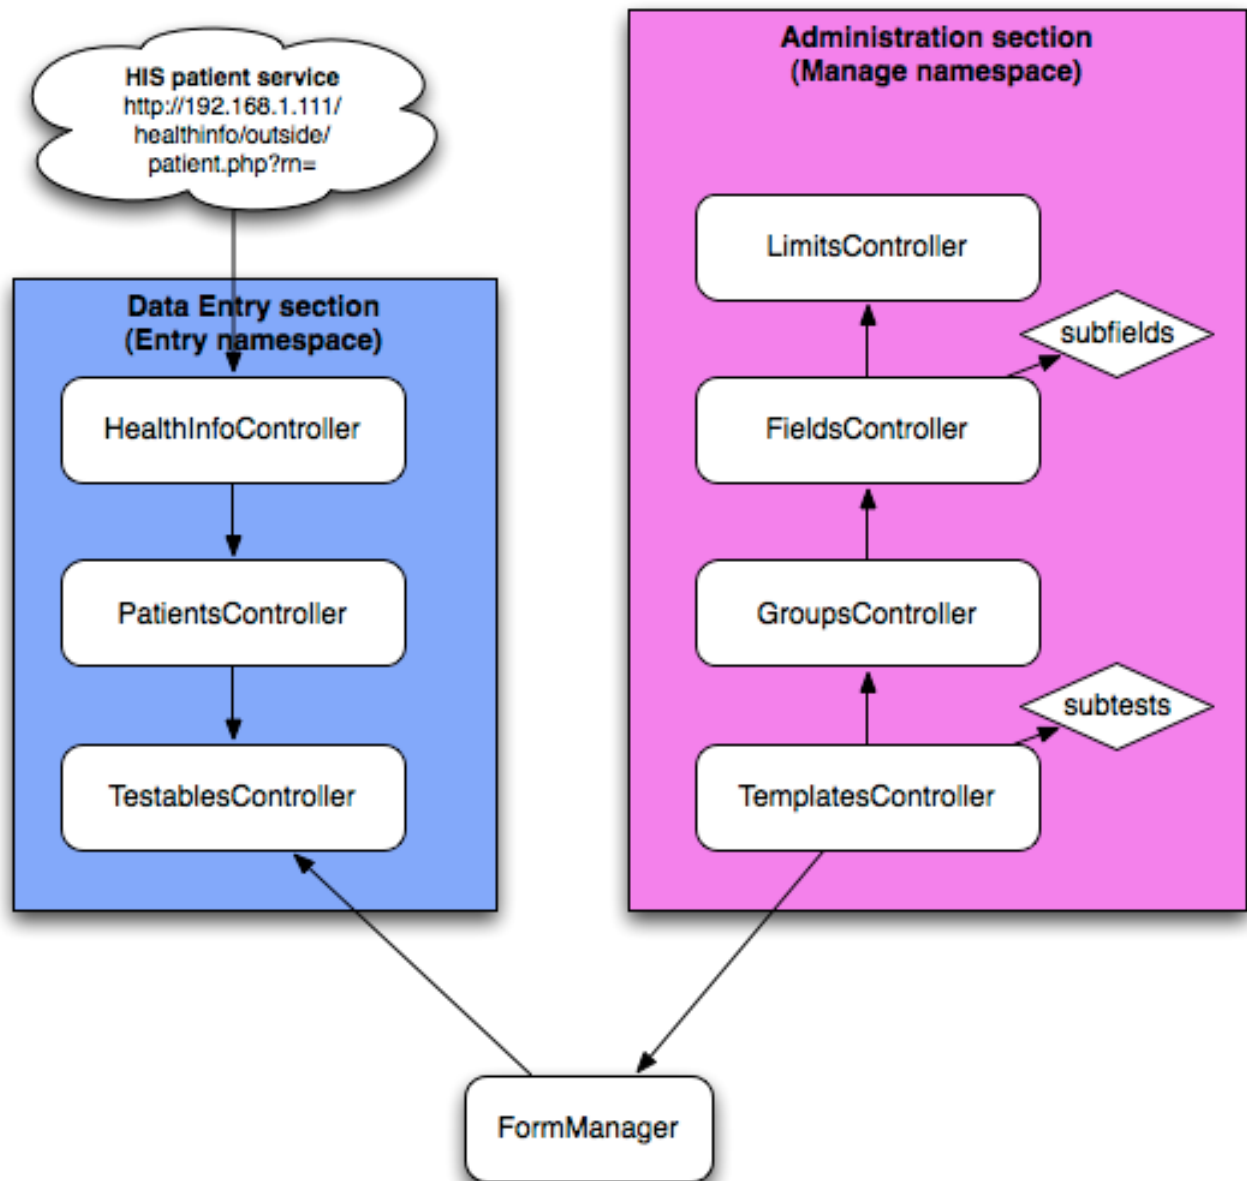 HIS patient service
http://192.168.1.111/
healthinfo/outside/
patient.php?rn=
Data Entry section
(Entry namespace)
HealthInfoController
PatientsController
TestablesController
Administration section
(Manage namespace)
LimitsController
subfields
FieldsController
GroupsController
subtests
TemplatesController
FormManager